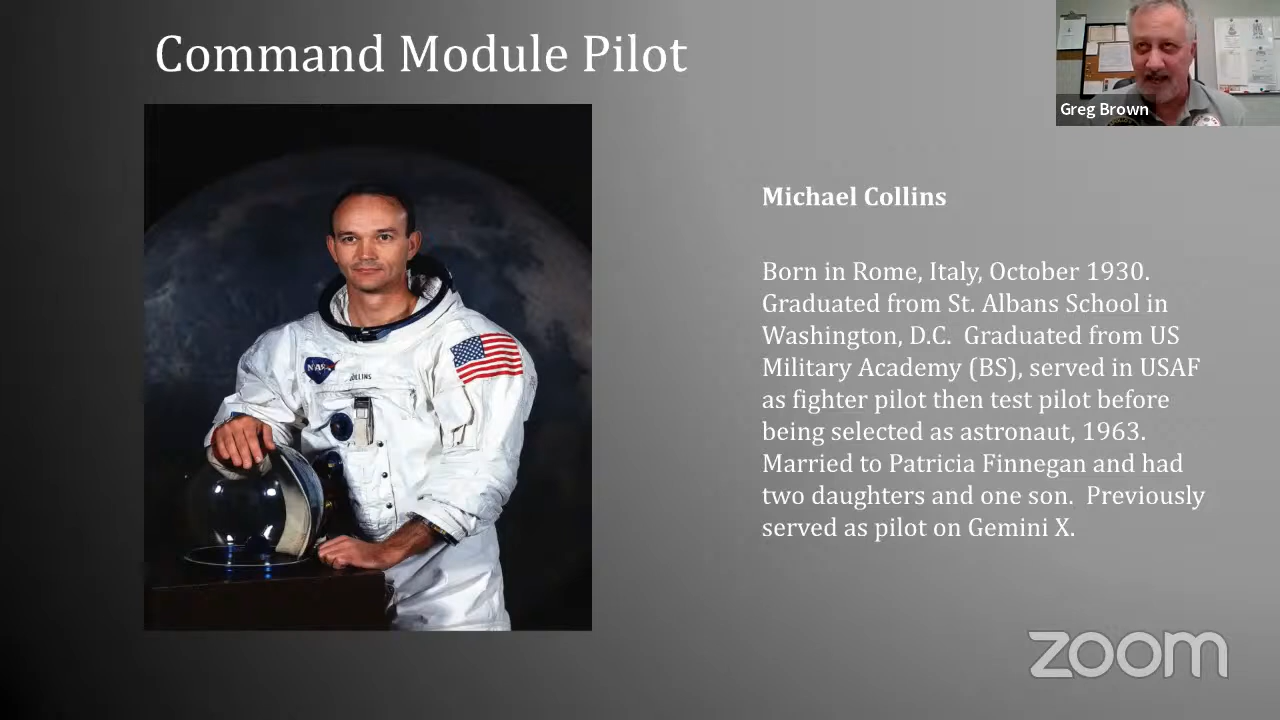 Command Module Pilot
Greg Brown
Michael Collins
Born in Rome, Italy, October 1930.
Graduated from St. Albans School in
Washington, D.C. Graduated from US
Military Academy (BS), served in USAF
as fighter pilot then test pilot before
being selected as astronaut, 1963.
Married to Patricia Finnegan and had
two daughters and one son. Previously
served as pilot on Gemini X.
NASA
COLLINS
zoom